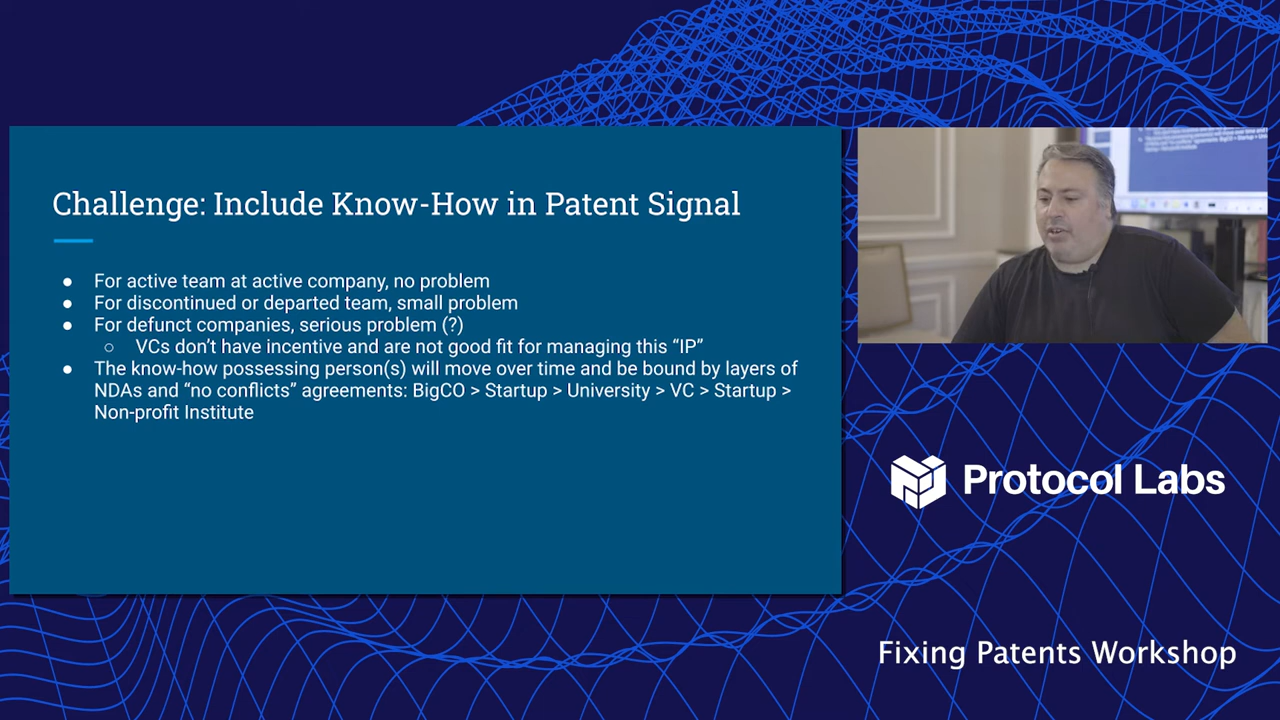 Challenge: Include Know-How in Patent Signal
● For active team at active company, no problem
● For discontinued or departed team, small problem
● For defunct companies, serious problem (?)
○ VCs don’t have incentive and are not good fit for managing this “IP”
● The know-how possessing person(s) will move over time and be bound by layers of
NDAs and “no conflicts” agreements: BigCO > Startup > University > VC > Startup >
Non-profit Institute
Protocol Labs
Fixing Patents Workshop